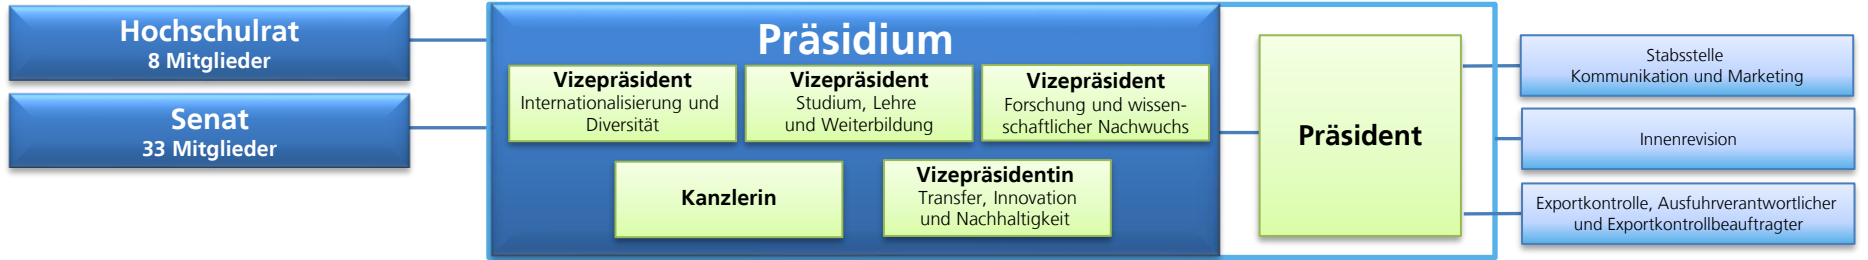 Hochschulrat
8 Mitglieder
Senat
33 Mitglieder
Präsidium
Vizepräsident
Internationalisierung und
Diversität
Vizepräsident
Studium, Lehre
und Weiterbildung
Vizepräsident
Forschung und wissen-
schaftlicher Nachwuchs
Kanzlerin
Vizepräsidentin
Transfer, Innovation
und Nachhaltigkeit
Präsident
Stabsstelle
Kommunikation und Marketing
Innenrevision
Exportkontrolle, Ausfuhrverantwortlicher
und Exportkontrollbeauftragter